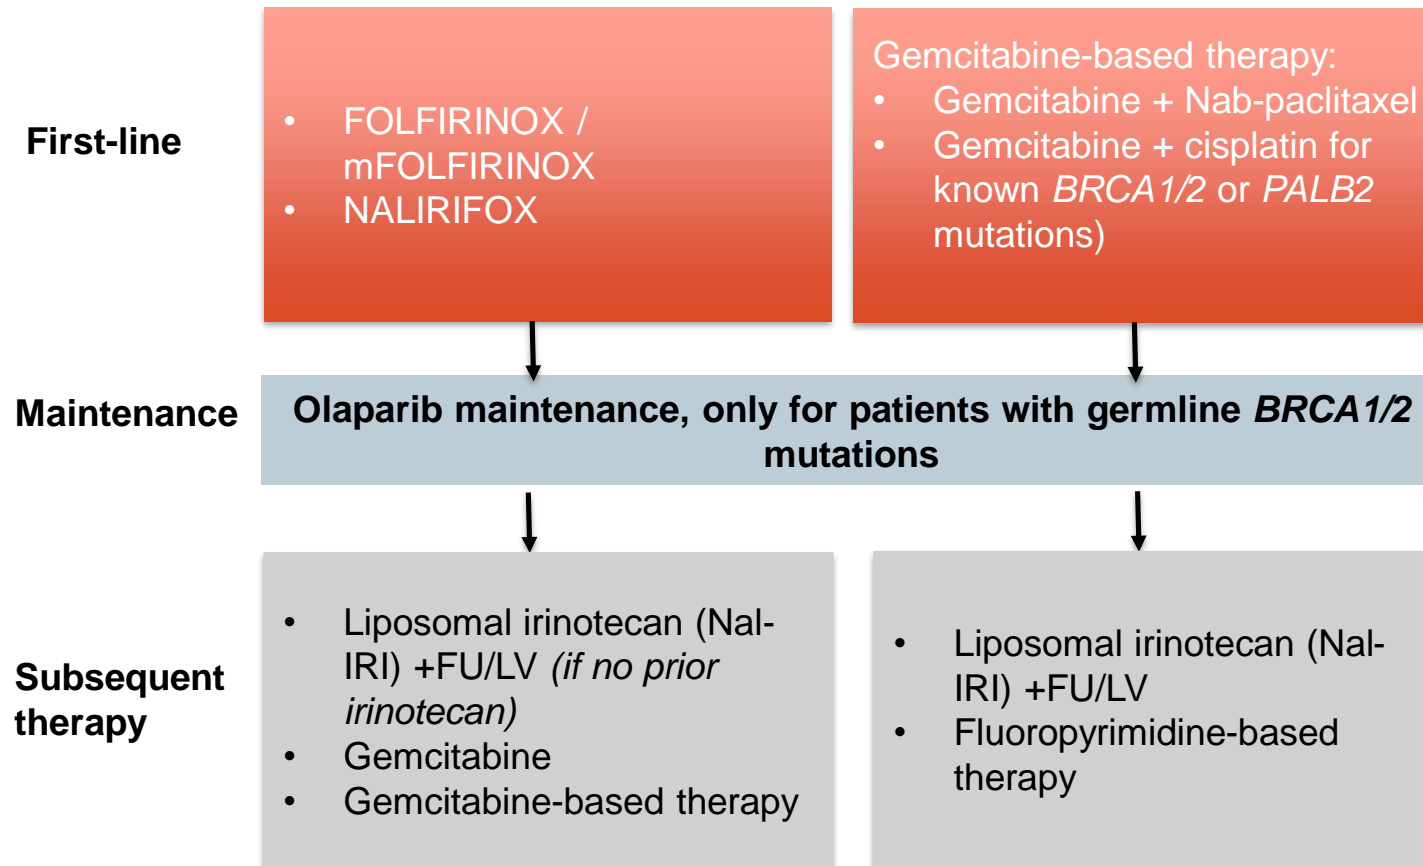 First-line
• FOLFIRINOX /
mFOLFIRINOX
• NALIRIFOX
Gemcitabine-based therapy:
• Gemcitabine + Nab-paclitaxel
• Gemcitabine + cisplatin for
known BRCA1/2 or PALB2
mutations)
Maintenance
Olaparib maintenance, only for patients with germline BRCA1/2
mutations
Subsequent
therapy
• Liposomal irinotecan (Nal-
IRI) +FU/LV (if no prior
irinotecan)
• Gemcitabine
• Gemcitabine-based therapy
• Liposomal irinotecan (Nal-
IRI) +FU/LV
• Fluoropyrimidine-based
therapy